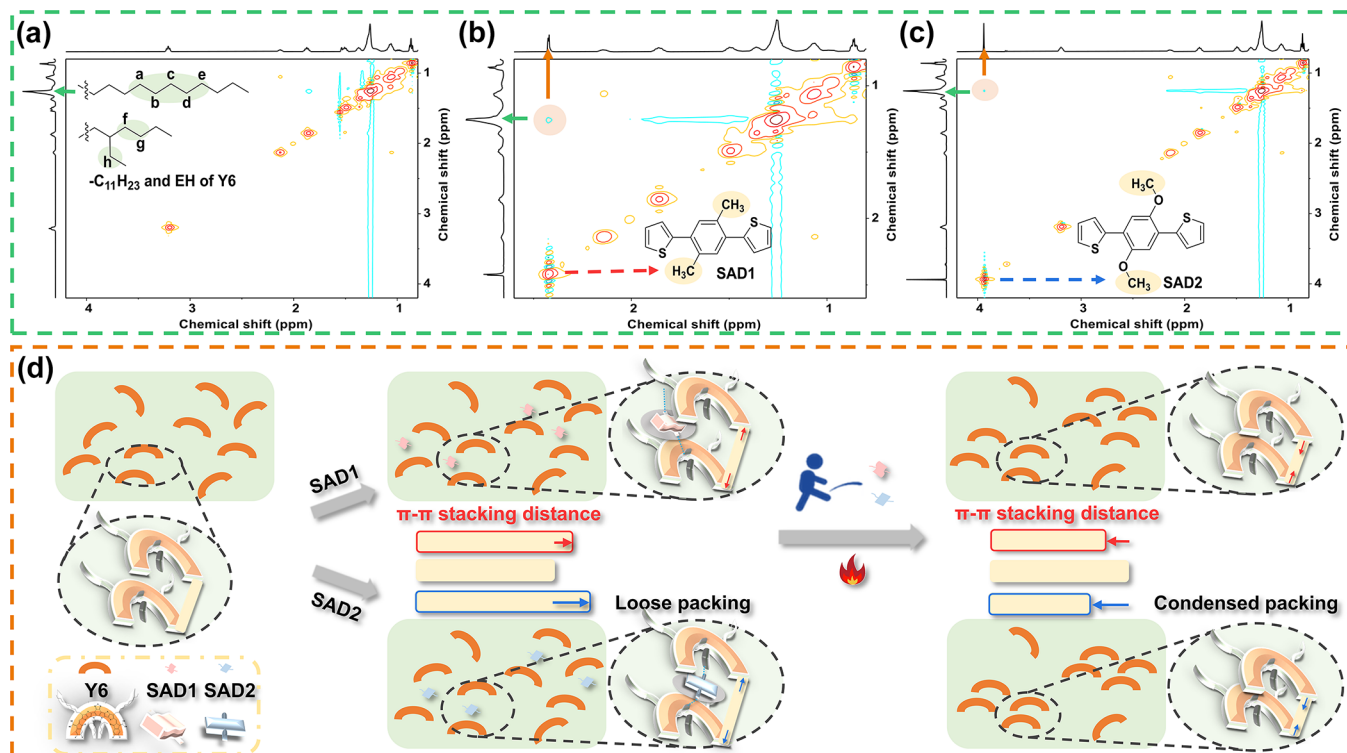 (a)
a c e
b d
f
g
h
-C₁₁H₂₃ and EH of Y6
1
2
3
4
Chemical shift (ppm)
4 3 2 1
Chemical shift (ppm)
(b)
CH₃
S
S
H₃C
SAD1
1
2
Chemical shift (ppm)
2 1
Chemical shift (ppm)
(c)
H₃C
O
S
S
O
CH₃
SAD2
1
2
3
4
Chemical shift (ppm)
4 3 2 1
Chemical shift (ppm)
(d)
SAD1
SAD2
π-π stacking distance
Loose packing
π-π stacking distance
Condensed packing
Y6 SAD1 SAD2